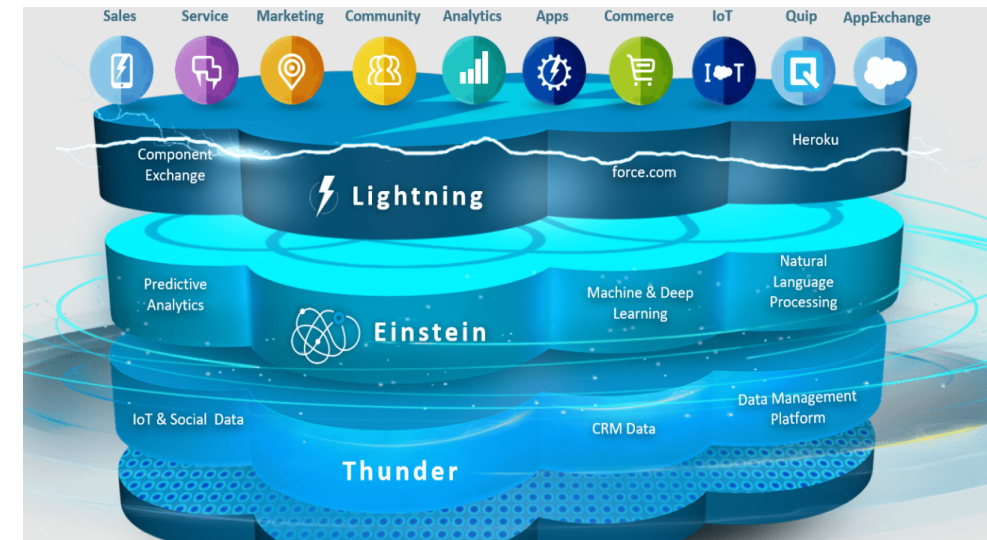 Sales Service Marketing Community Analytics Apps Commerce IoT Quip AppExchange
I T
Component
Exchange
Lightning
force.com
Heroku
Predictive
Analytics
Einstein
Machine & Deep
Learning
Natural
Language
Processing
IoT & Social Data
Thunder
CRM Data
Data Management
Platform